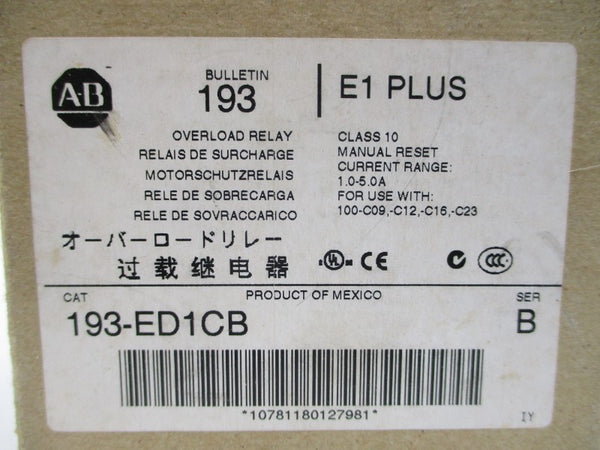 A-B
BULLETIN
193
E1 PLUS
OVERLOAD RELAY
RELAIS DE SURCHARGE
MOTORSCHUTZRELAIS
RELE DE SOBRECARGA
RELE DE SOVRACCARICO
CLASS 10
MANUAL RESET
CURRENT RANGE:
1.0-5.0A
FOR USE WITH:
100-C09,-C12,-C16,-C23
オーバーロードリレー
过载继电器
UL CE CCC
CAT
PRODUCT OF MEXICO
SER
193-ED1CB
B
*10781180127981*
IY